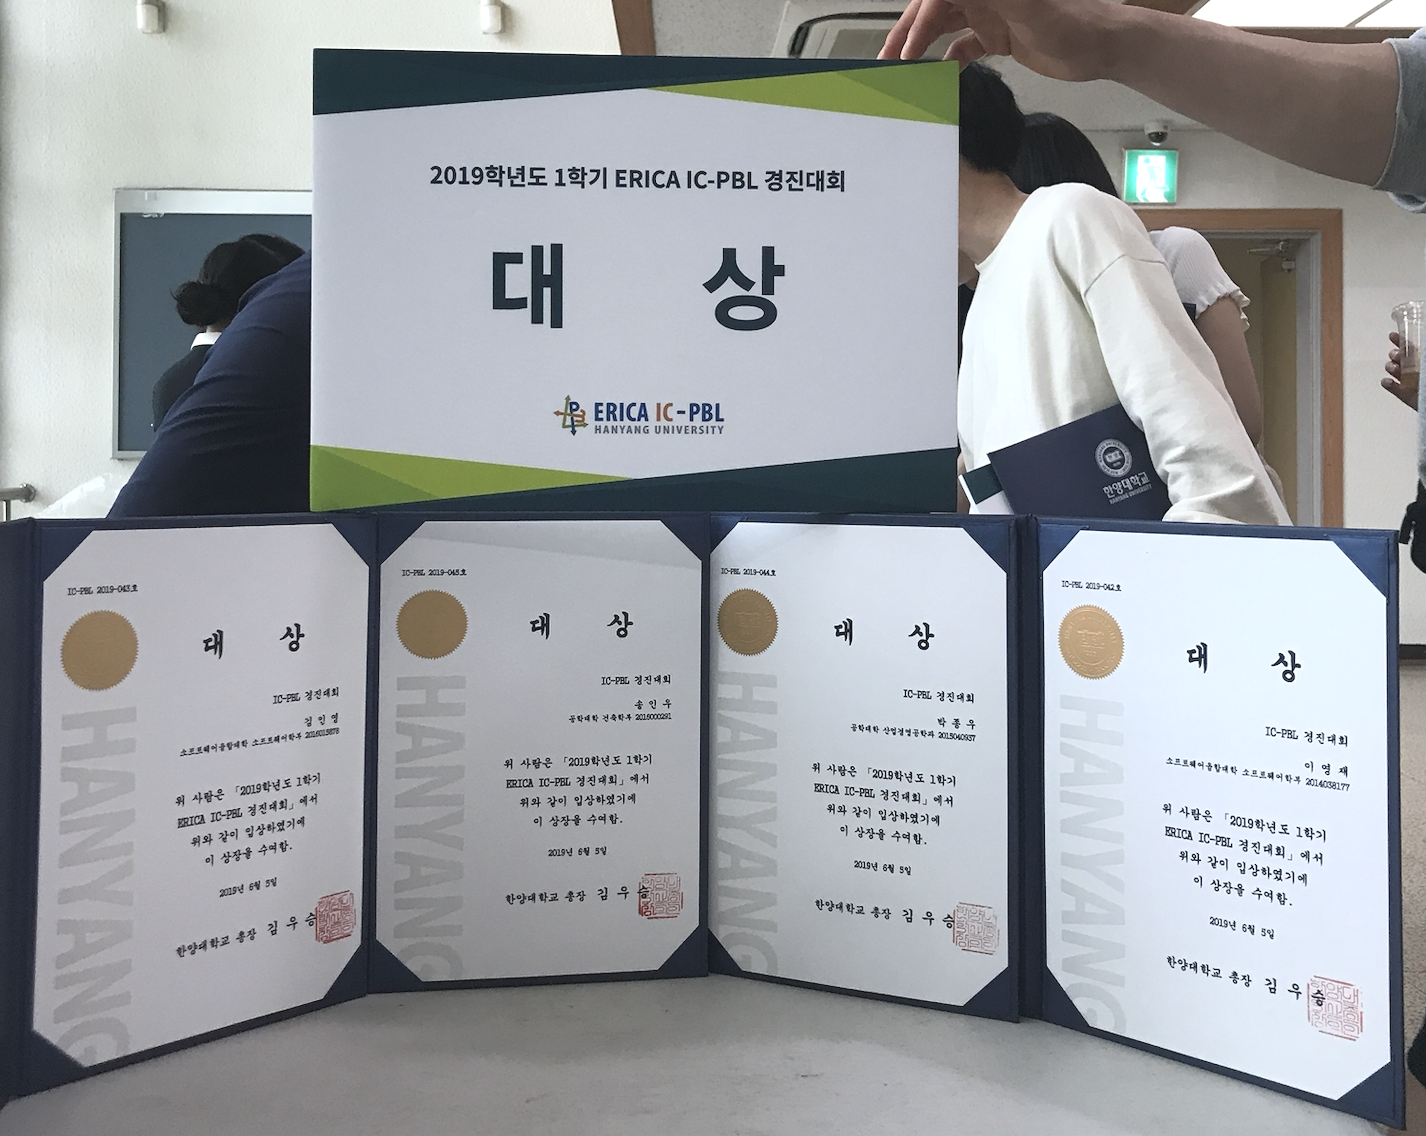 2019학년도 1학기 ERICA IC-PBL 경진대회
대 상
ERICA IC-PBL
HANYANG UNIVERSITY
한양대학교
HANYANG UNIVERSITY
IC-PBL 2019-043호
대 상
IC-PBL 경진대회
김인영
소프트웨어융합대학 소프트웨어학부 2016015878
위 사람은 「2019학년도 1학기
ERICA IC-PBL 경진대회」에서
위와 같이 입상하였기에
이 상장을 수여함.
2019년 6월 5일
한양대학교 총장 김우승
HANYANG
IC-PBL 2019-045호
대 상
IC-PBL 경진대회
송인우
공학대학 건축학부 2016000291
위 사람은 「2019학년도 1학기
ERICA IC-PBL 경진대회」에서
위와 같이 입상하였기에
이 상장을 수여함.
2019년 6월 5일
한양대학교 총장 김우승
HANYANG
IC-PBL 2019-044호
대 상
IC-PBL 경진대회
박종우
공학대학 산업경영공학과 2015040937
위 사람은 「2019학년도 1학기
ERICA IC-PBL 경진대회」에서
위와 같이 입상하였기에
이 상장을 수여함.
2019년 6월 5일
한양대학교 총장 김우승
HANYANG
IC-PBL 2019-042호
대 상
IC-PBL 경진대회
이영재
소프트웨어융합대학 소프트웨어학부 2014038177
위 사람은 「2019학년도 1학기
ERICA IC-PBL 경진대회」에서
위와 같이 입상하였기에
이 상장을 수여함.
2019년 6월 5일
한양대학교 총장 김우승
HANYANG